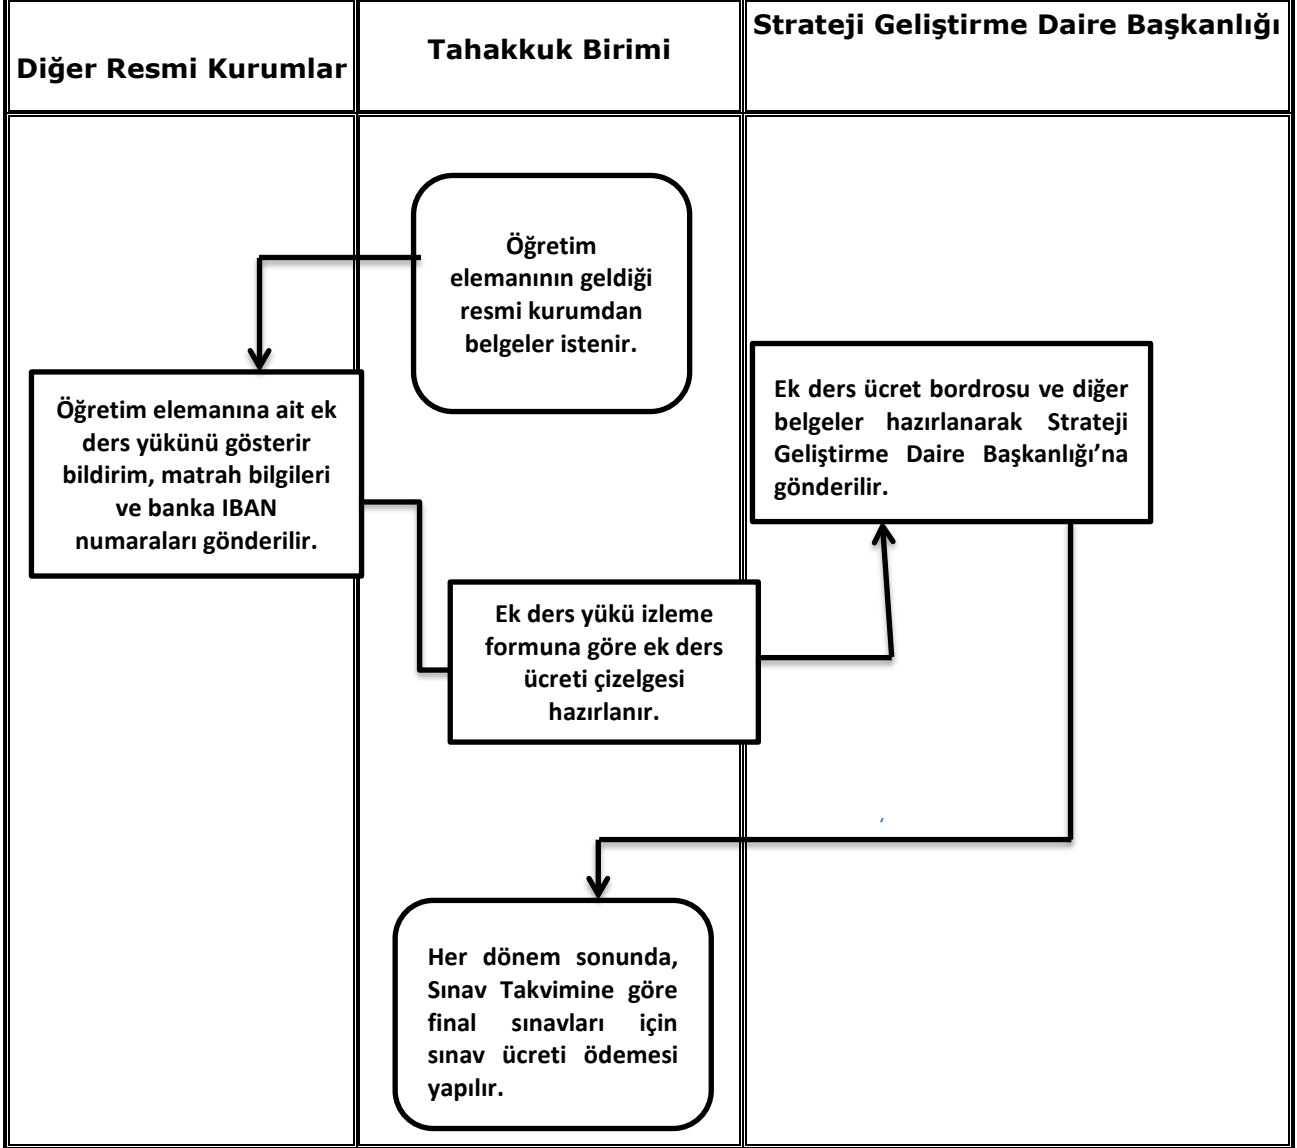 Diğer Resmi Kurumlar
Tahakkuk Birimi
Strateji Geliştirme Daire Başkanlığı
Öğretim
elemanının geldiği
resmi kurumdan
belgeler istenir.
Öğretim elemanına ait ek
ders yükünü gösterir
bildirim, matrah bilgileri
ve banka IBAN
numaraları gönderilir.
Ek ders yükü izleme
formuna göre ek ders
ücreti çizelgesi
hazırlanır.
Ek ders ücret bordrosu ve diğer
belgeler hazırlanarak Strateji
Geliştirme Daire Başkanlığı’na
gönderilir.
,
Her dönem sonunda,
Sınav Takvimine göre
final sınavları için
sınav ücreti ödemesi
yapılır.